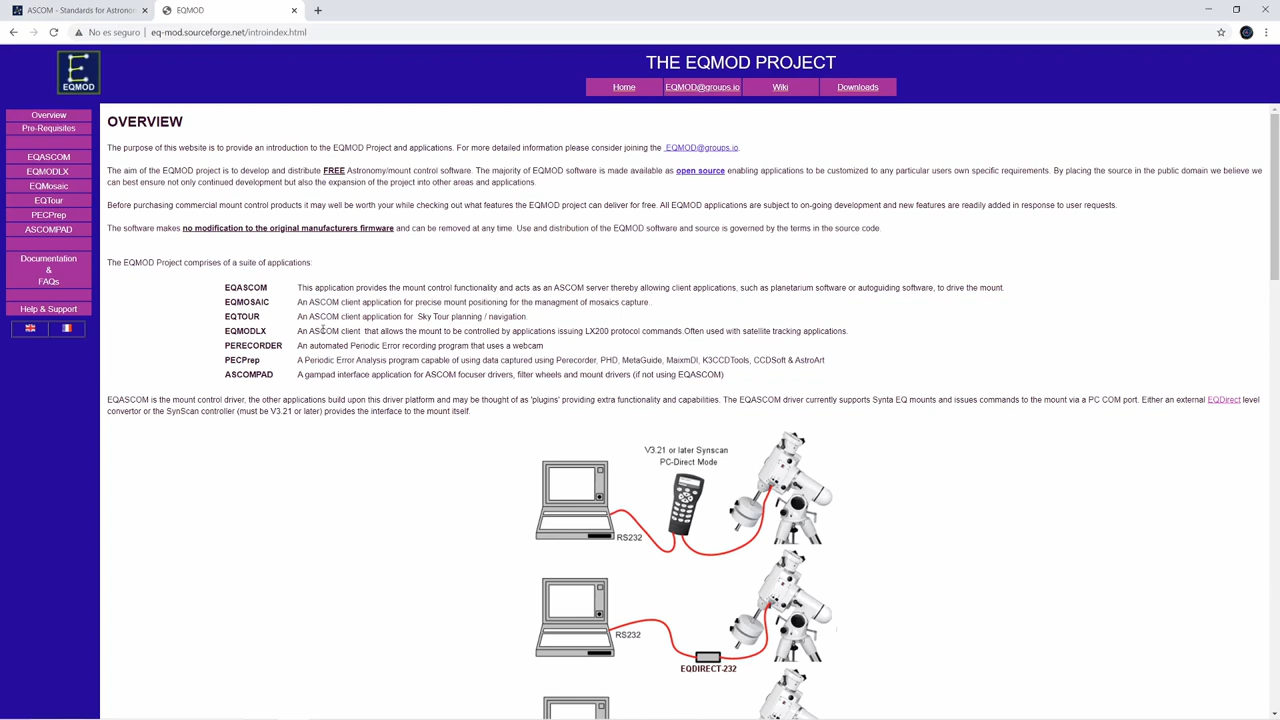 ASCOM - Standards for Astronom
EQMOD
No es seguro
eq-mod.sourceforge.net/introindex.html
EQMOD
THE EQMOD PROJECT
Home
EQMOD@groups.io
Wiki
Downloads
Overview
Pre-Requisites
EQASCOM
EQMODLX
EQMosaic
EQTour
PECPrep
ASCOMPAD
Documentation
&
FAQs
Help & Support
OVERVIEW
The purpose of this website is to provide an introduction to the EQMOD Project and applications. For more detailed information please consider joining the EQMOD@groups.io.
The aim of the EQMOD project is to develop and distribute FREE Astronomy/mount control software. The majority of EQMOD software is made available as open source enabling applications to be customized to any particular users own specific requirements. By placing the source in the public domain we believe we
can best ensure not only continued development but also the expansion of the project into other areas and applications.
Before purchasing commercial mount control products it may well be worth your while checking out what features the EQMOD project can deliver for free. All EQMOD applications are subject to on-going development and new features are readily added in response to user requests.
The software makes no modification to the original manufacturers firmware and can be removed at any time. Use and distribution of the EQMOD software and source is governed by the terms in the source code.
The EQMOD Project comprises of a suite of applications:
EQASCOM This application provides the mount control functionality and acts as an ASCOM server thereby allowing client applications, such as planetarium software or autoguiding software, to drive the mount.
EQMOSAIC An ASCOM client application for precise mount positioning for the managment of mosaics capture..
EQTOUR An ASCOM client application for Sky Tour planning / navigation.
EQMODLX An ASCOM client that allows the mount to be controlled by applications issuing LX200 protocol commands.Often used with satellite tracking applications.
PERECORDER An automated Periodic Error recording program that uses a webcam
PECPrep A Periodic Error Analysis program capable of using data captured using Perecorder, PHD, MetaGuide, MaixmDl, K3CCDTools, CCDSoft & AstroArt
ASCOMPAD A gampad interface application for ASCOM focuser drivers, filter wheels and mount drivers (if not using EQASCOM)
EQASCOM is the mount control driver, the other applications build upon this driver platform and may be thought of as 'plugins' providing extra functionality and capabilities. The EQASCOM driver currently supports Synta EQ mounts and issues commands to the mount via a PC COM port. Either an external EQDirect level
convertor or the SynScan controller (must be V3.21 or later) provides the interface to the mount itself.
V3.21 or later Synscan
PC-Direct Mode
RS232
RS232
EQDIRECT-232